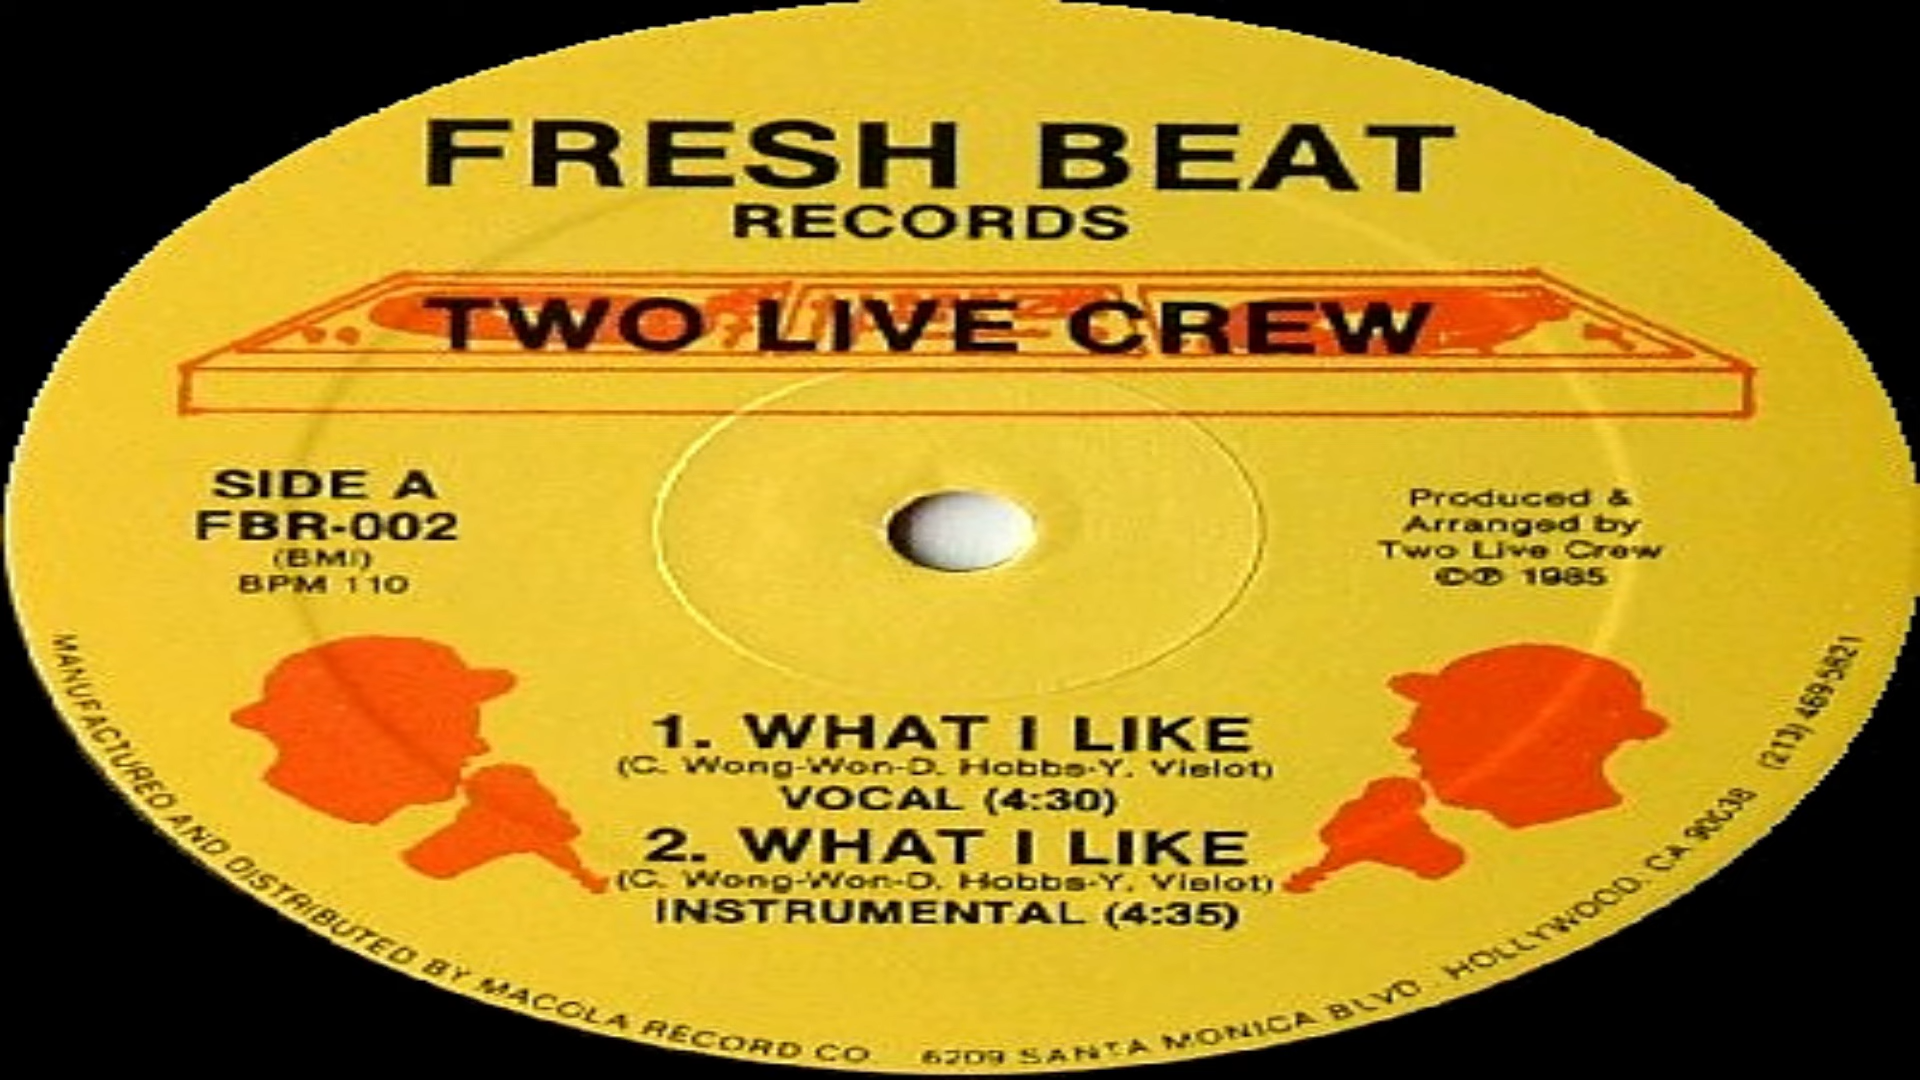 FRESH BEAT
RECORDS
TWO LIVE CREW
SIDE A
FBR-002
(BMI)
BPM 110
Produced &
Arranged by
Two Live Crew
©℗ 1985
1. WHAT I LIKE
(C. Wong-Won-D. Hobbs-Y. Vielot)
VOCAL (4:30)
2. WHAT I LIKE
(C. Wong-Won-D. Hobbs-Y. Vielot)
INSTRUMENTAL (4:35)
MANUFACTURED AND DISTRIBUTED BY MACOLA RECORD CO. 6209 SANTA MONICA BLVD. HOLLYWOOD, CA 90038 (213) 469-5821